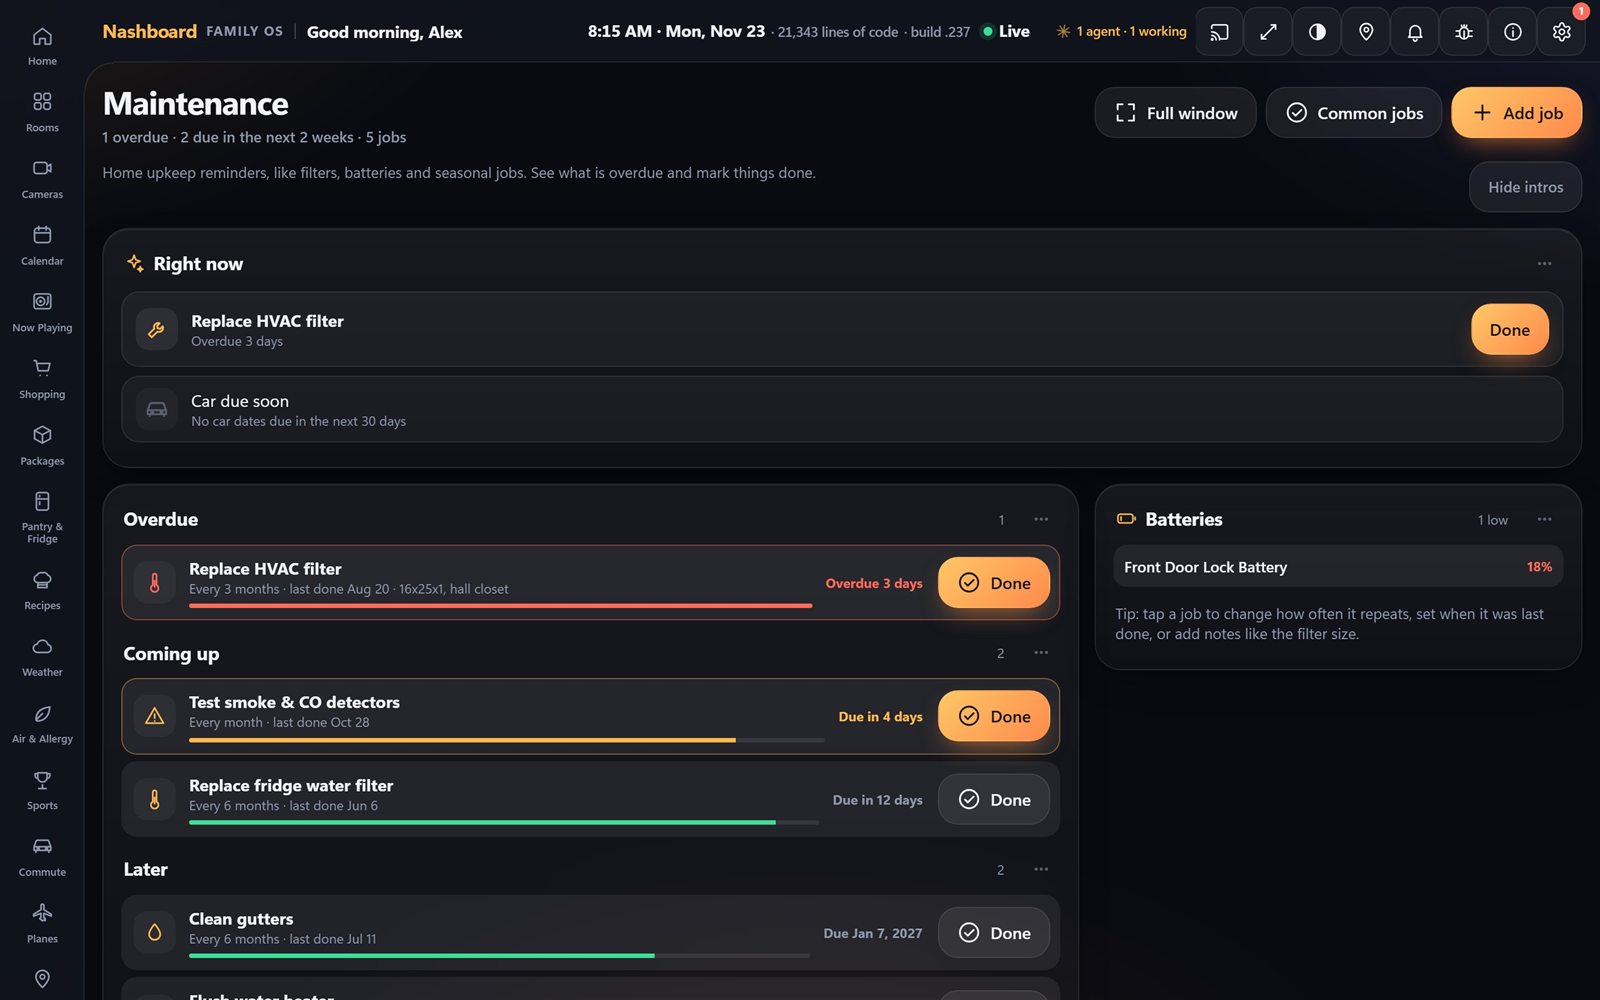 Nashboard FAMILY OS
Good morning, Alex
8:15 AM · Mon, Nov 23 · 21,343 lines of code · build .237
Live
1 agent · 1 working
1
Home
Rooms
Cameras
Calendar
Now Playing
Shopping
Packages
Pantry &
Fridge
Recipes
Weather
Air & Allergy
Sports
Commute
Planes
Maintenance
1 overdue · 2 due in the next 2 weeks · 5 jobs
Home upkeep reminders, like filters, batteries and seasonal jobs. See what is overdue and mark things done.
Full window
Common jobs
Add job
Hide intros
Right now
Replace HVAC filter
Overdue 3 days
Done
Car due soon
No car dates due in the next 30 days
Overdue
1
Replace HVAC filter
Every 3 months · last done Aug 20 · 16x25x1, hall closet
Overdue 3 days
Done
Coming up
2
Test smoke & CO detectors
Every month · last done Oct 28
Due in 4 days
Done
Replace fridge water filter
Every 6 months · last done Jun 6
Due in 12 days
Done
Later
2
Clean gutters
Every 6 months · last done Jul 11
Due Jan 7, 2027
Done
Flush water heater
Batteries
1 low
Front Door Lock Battery
18%
Tip: tap a job to change how often it repeats, set when it was last
done, or add notes like the filter size.